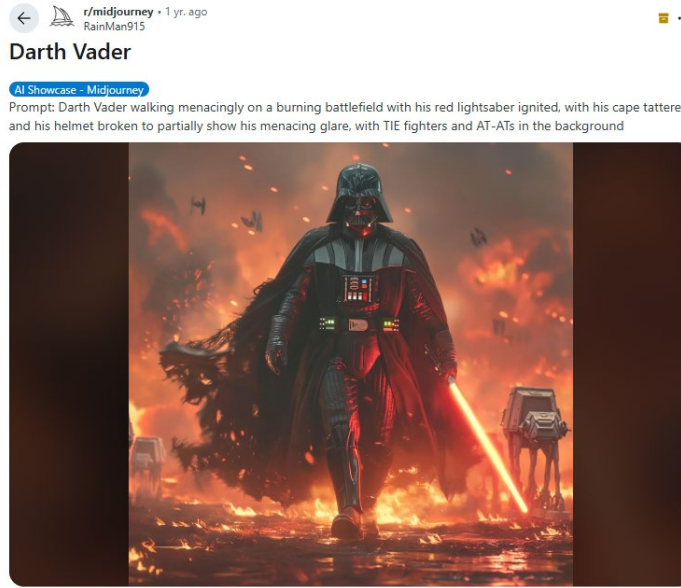 r/midjourney • 1 yr. ago
RainMan915
Darth Vader
AI Showcase - Midjourney
Prompt: Darth Vader walking menacingly on a burning battlefield with his red lightsaber ignited, with his cape tattere
and his helmet broken to partially show his menacing glare, with TIE fighters and AT-ATs in the background